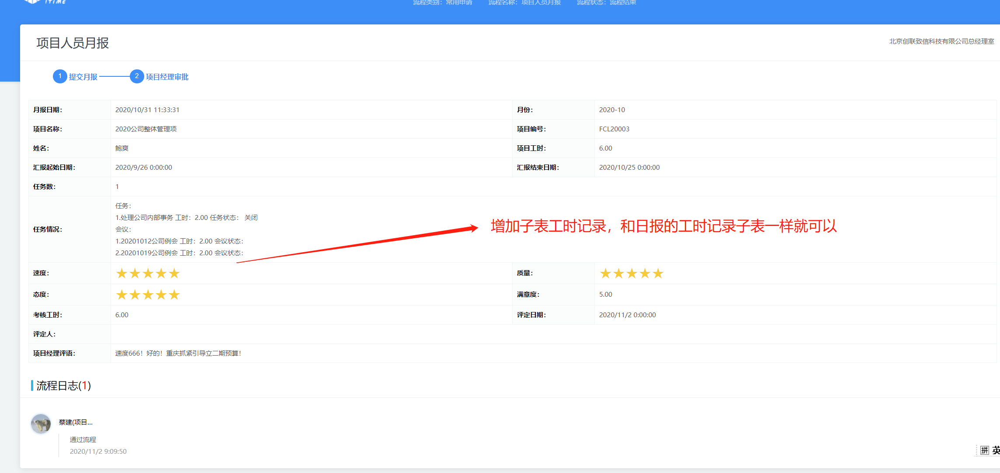 iTime
流程类别：常用申请 流程名称：项目人员月报 流程状态：流程结束
项目人员月报
北京创联致信科技有限公司总经理室
1 提交月报 2 项目经理审批
月报日期： 2020/10/31 11:33:31 月份： 2020-10
项目名称： 2020公司整体管理项 项目编号： FCL20003
姓名： 鲍爽 项目工时： 6.00
汇报起始日期： 2020/9/26 0:00:00 汇报结束日期： 2020/10/25 0:00:00
任务数： 1
任务情况：
任务：
1.处理公司内部事务 工时：2.00 任务状态： 关闭
会议：
1.20201012公司例会 工时：2.00 会议状态：
2.20201019公司例会 工时：2.00 会议状态：
增加子表工时记录，和日报的工时记录子表一样就可以
速度： ★★★★★ 质量： ★★★★★
态度： ★★★★★ 满意度： 5.00
考核工时： 6.00 评定日期： 2020/11/2 0:00:00
评定人：
项目经理评语： 速度666！好的！重庆抓紧引导立二期预算！
流程日志(1)
蔡建(项目...
通过流程
2020/11/2 9:09:50
拼 英